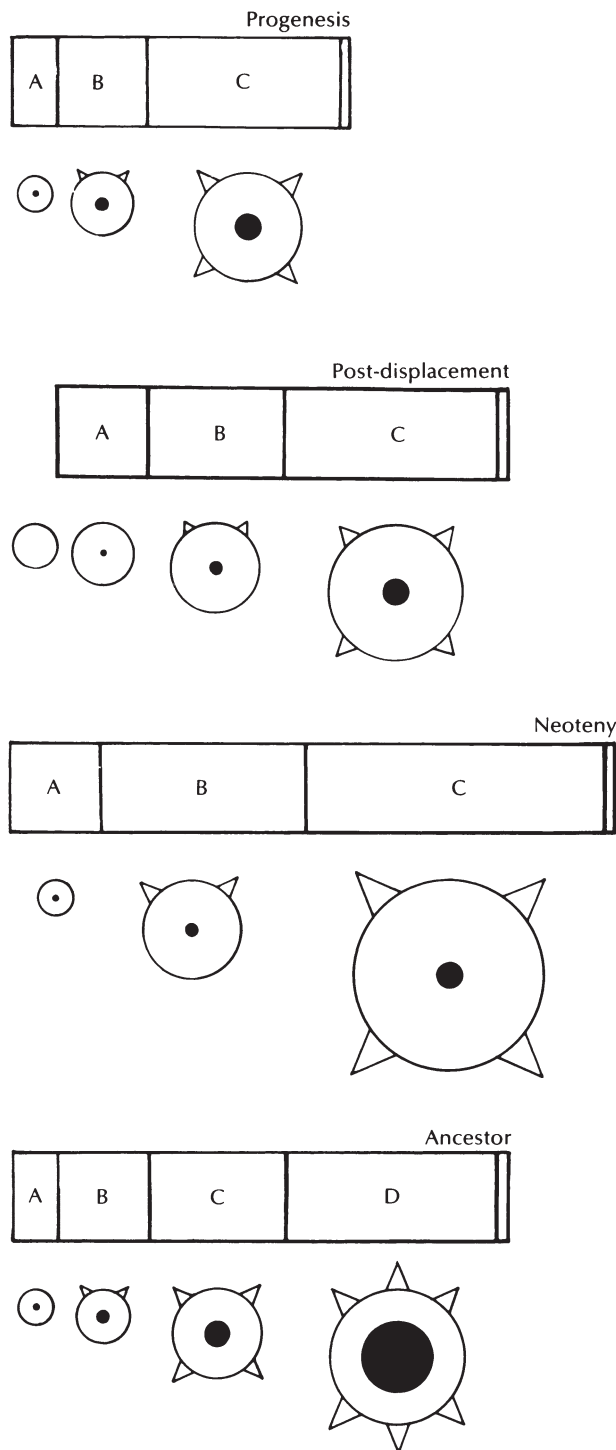 Progenesis
A B C
Post-displacement
A B C
Neoteny
A B C
Ancestor
A B C D